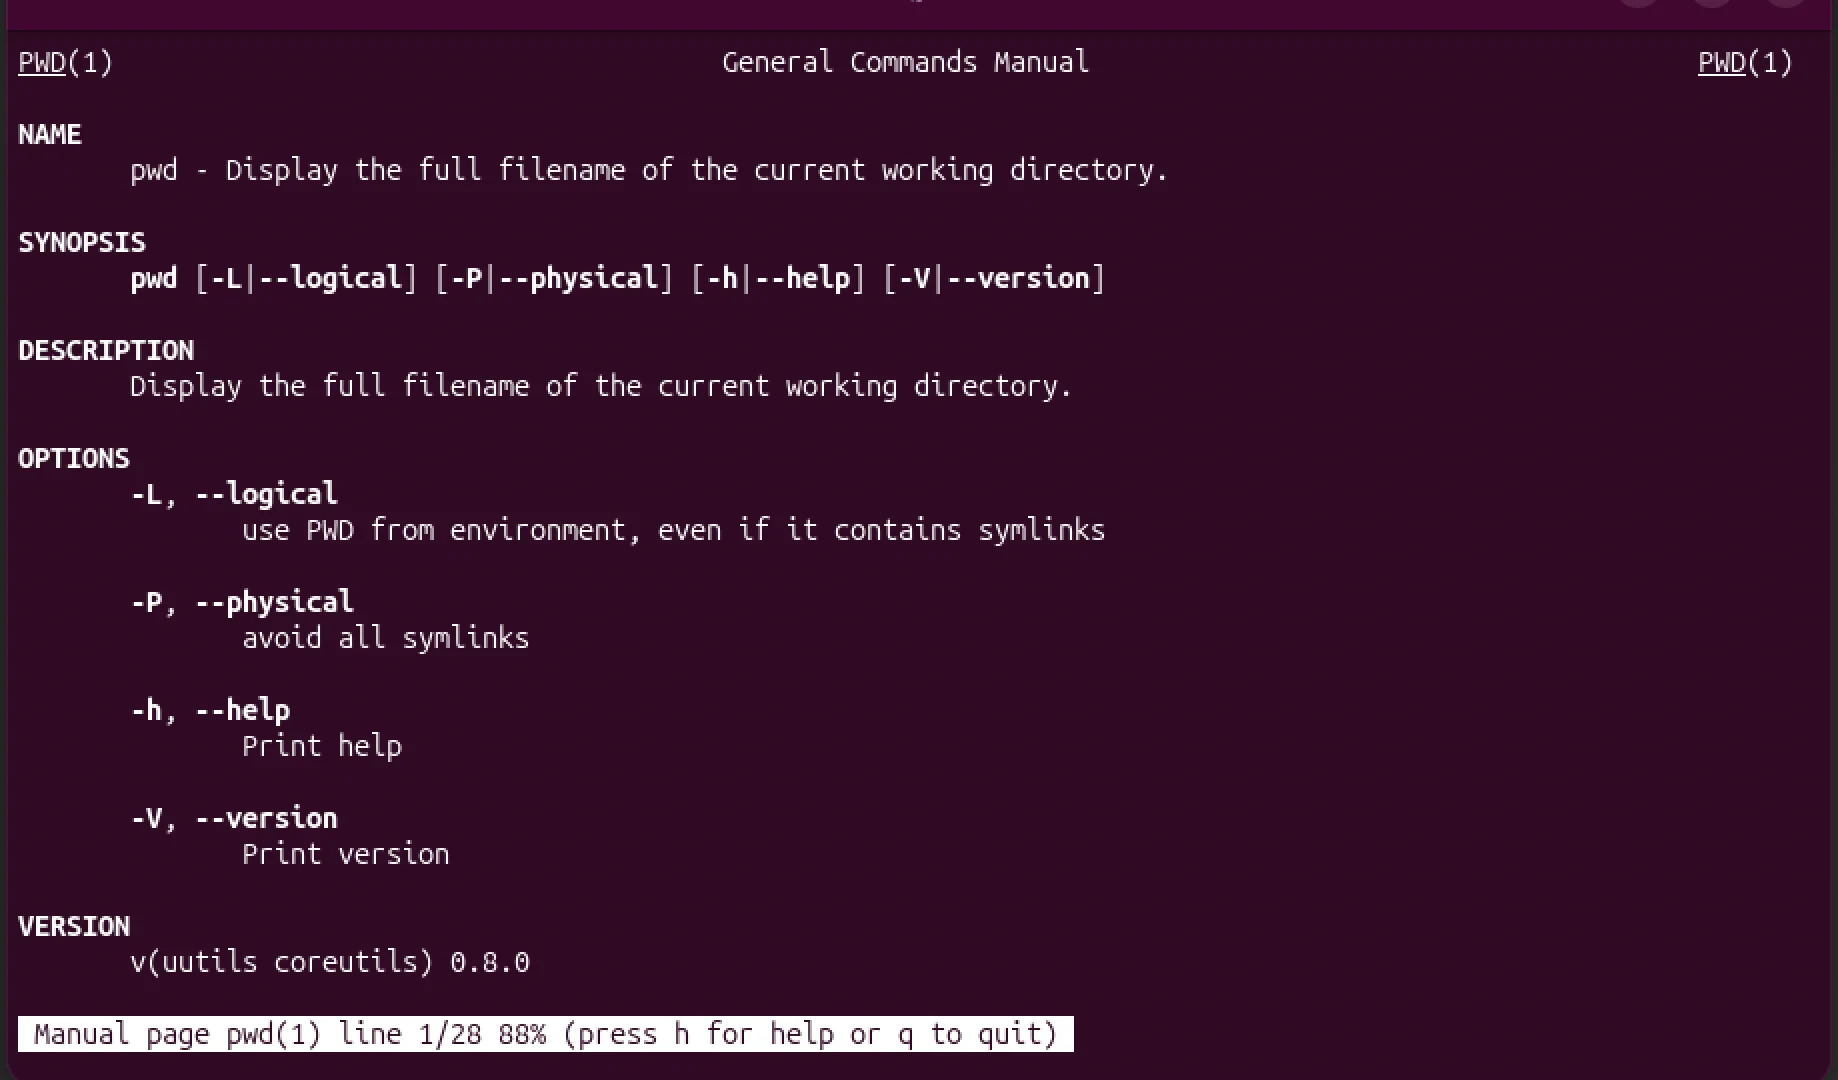 PWD(1) General Commands Manual PWD(1)
NAME
pwd - Display the full filename of the current working directory.
SYNOPSIS
pwd [-L|--logical] [-P|--physical] [-h|--help] [-V|--version]
DESCRIPTION
Display the full filename of the current working directory.
OPTIONS
-L, --logical
use PWD from environment, even if it contains symlinks
-P, --physical
avoid all symlinks
-h, --help
Print help
-V, --version
Print version
VERSION
v(uutils coreutils) 0.8.0
Manual page pwd(1) line 1/28 88% (press h for help or q to quit)